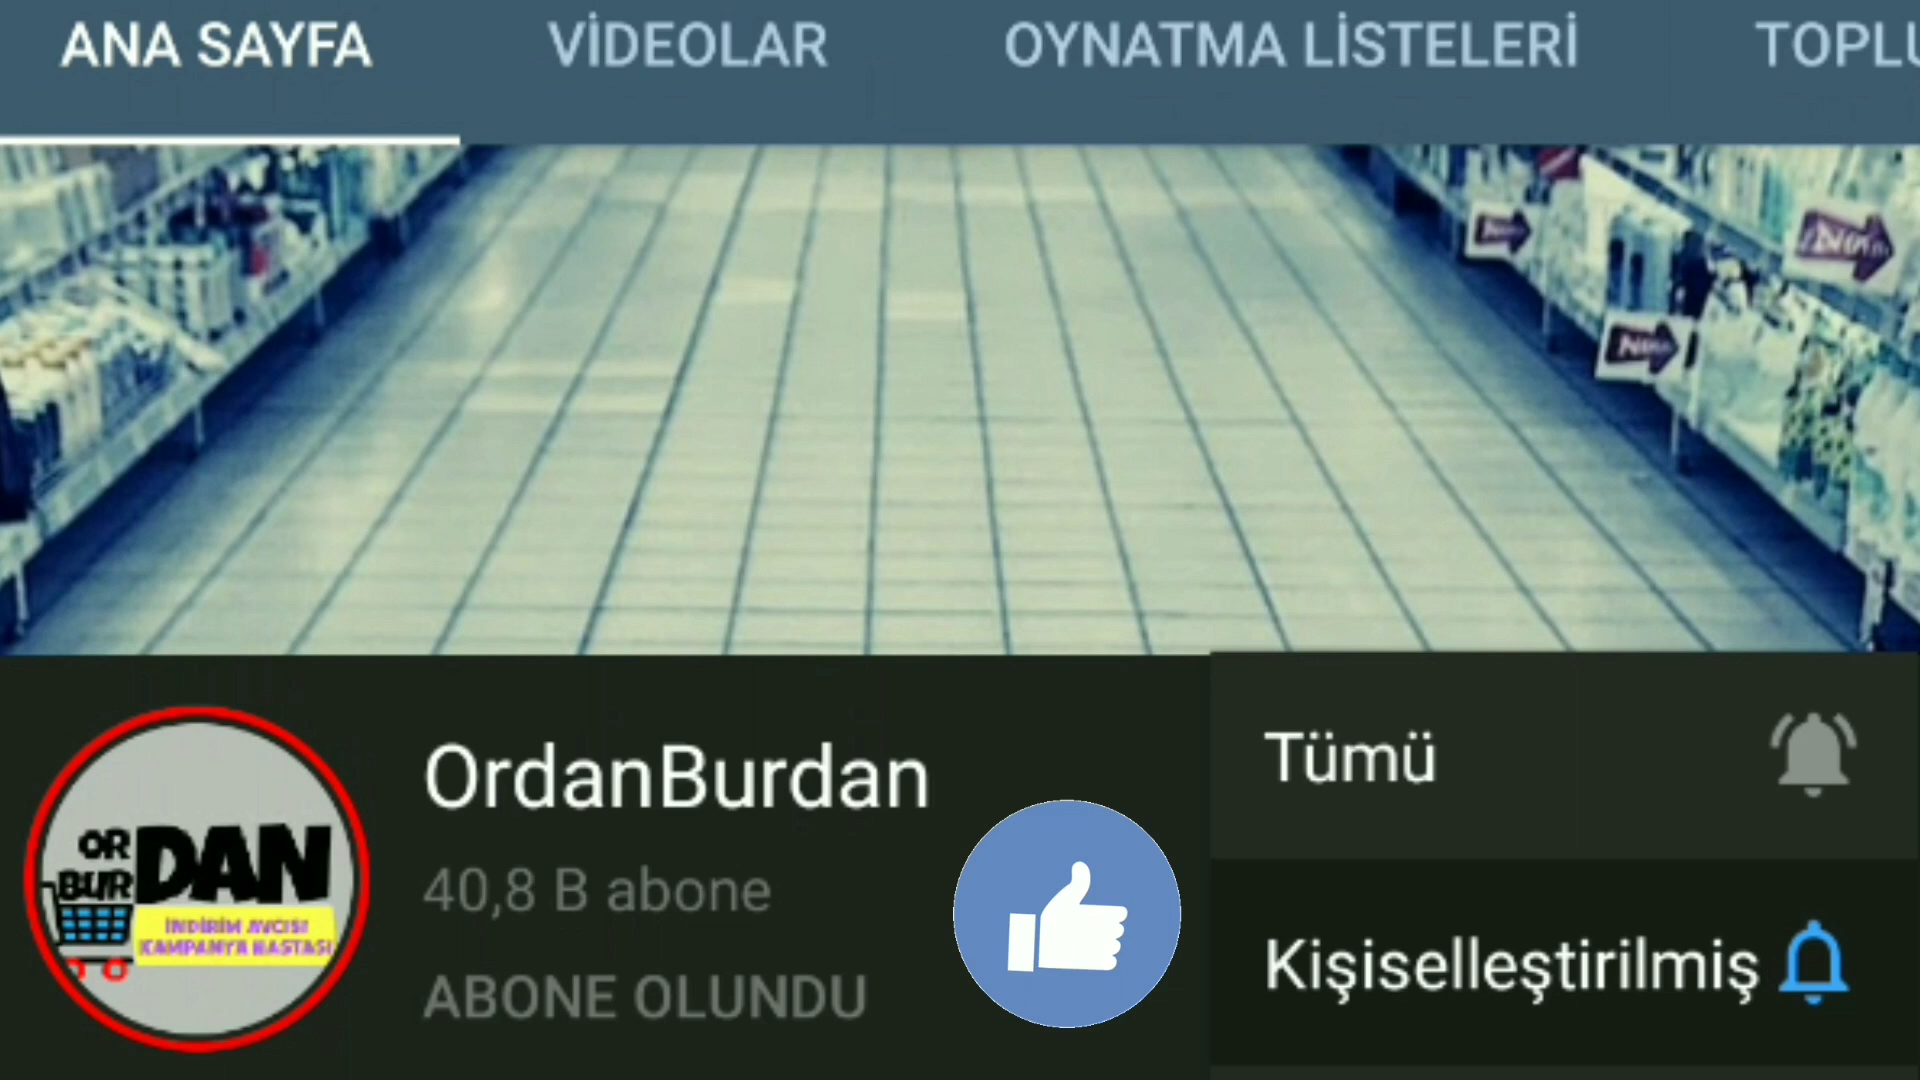 ANA SAYFA
VİDEOLAR
OYNATMA LİSTELERİ
TOPLU
OrdanBurdan
40,8 B abone
ABONE OLUNDU
Tümü
Kişiselleştirilmiş
OR
BUR
DAN
İNDİRİM AVCISI
KAMPANYA HASTASI